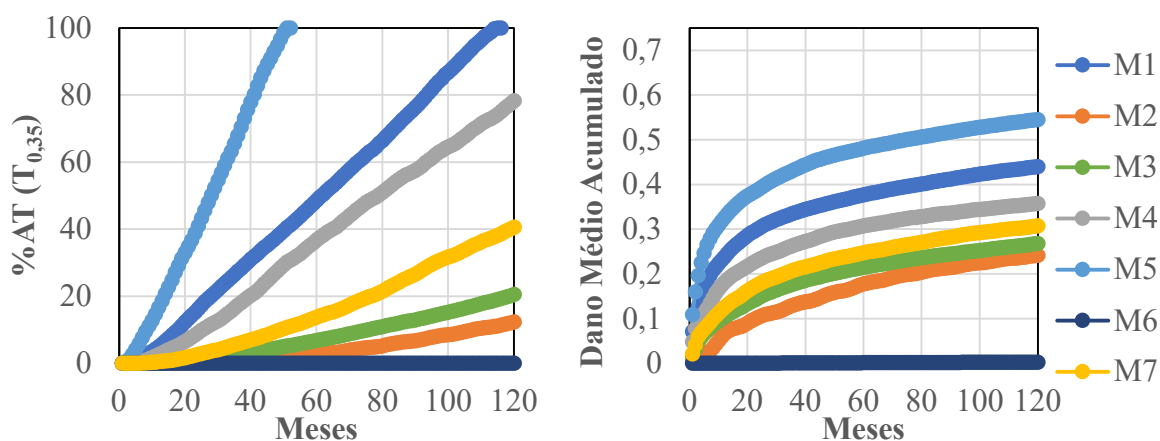 %AT (T0,35)
100
80
60
40
20
0
0 20 40 60 80 100 120
Meses
Dano Médio Acumulado
0,7
0,6
0,5
0,4
0,3
0,2
0,1
0
0 20 40 60 80 100 120
Meses
M1
M2
M3
M4
M5
M6
M7